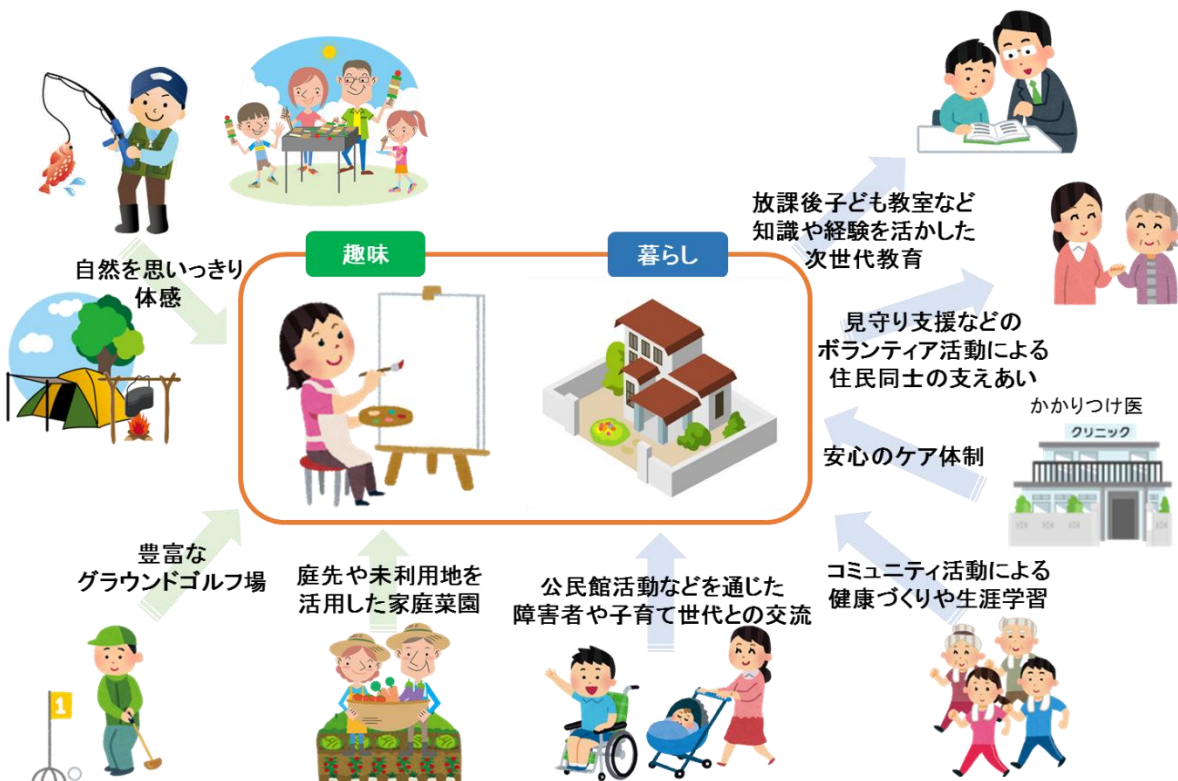 放課後子ども教室など
知識や経験を活かした
次世代教育
趣味
暮らし
自然を思いっきり
体感
見守り支援などの
ボランティア活動による
住民同士の支えあい
かかりつけ医
クリニック
安心のケア体制
豊富な
グラウンドゴルフ場
庭先や未利用地を
活用した家庭菜園
公民館活動などを通じた
障害者や子育て世代との交流
コミュニティ活動による
健康づくりや生涯学習
1